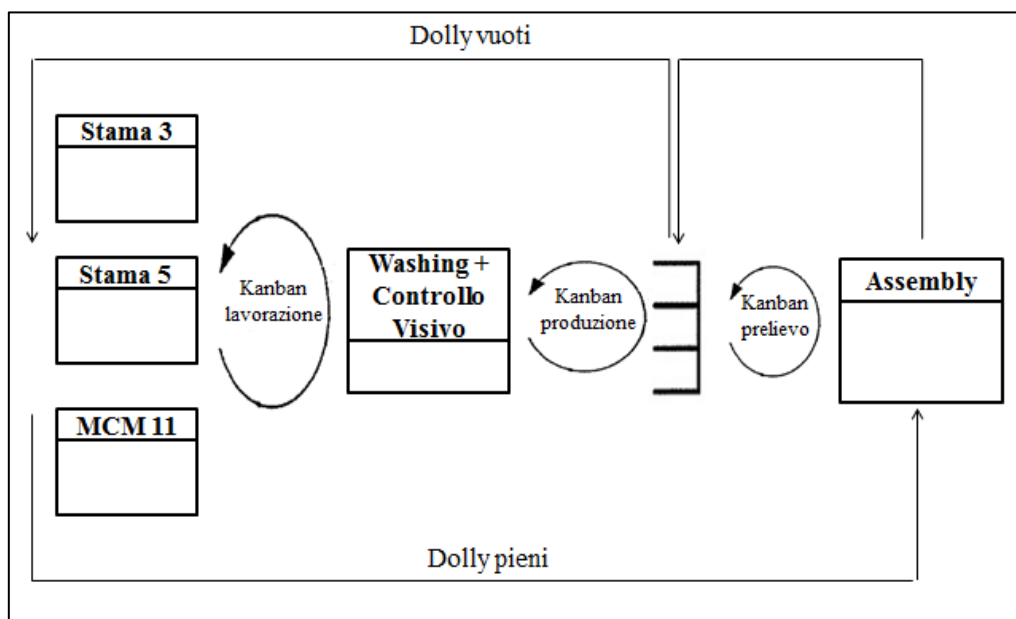 Dolly vuoti
Stama 3
Stama 5
MCM 11
Kanban
lavorazione
Washing +
Controllo
Visivo
Kanban
produzione
Kanban
prelievo
Assembly
Dolly pieni